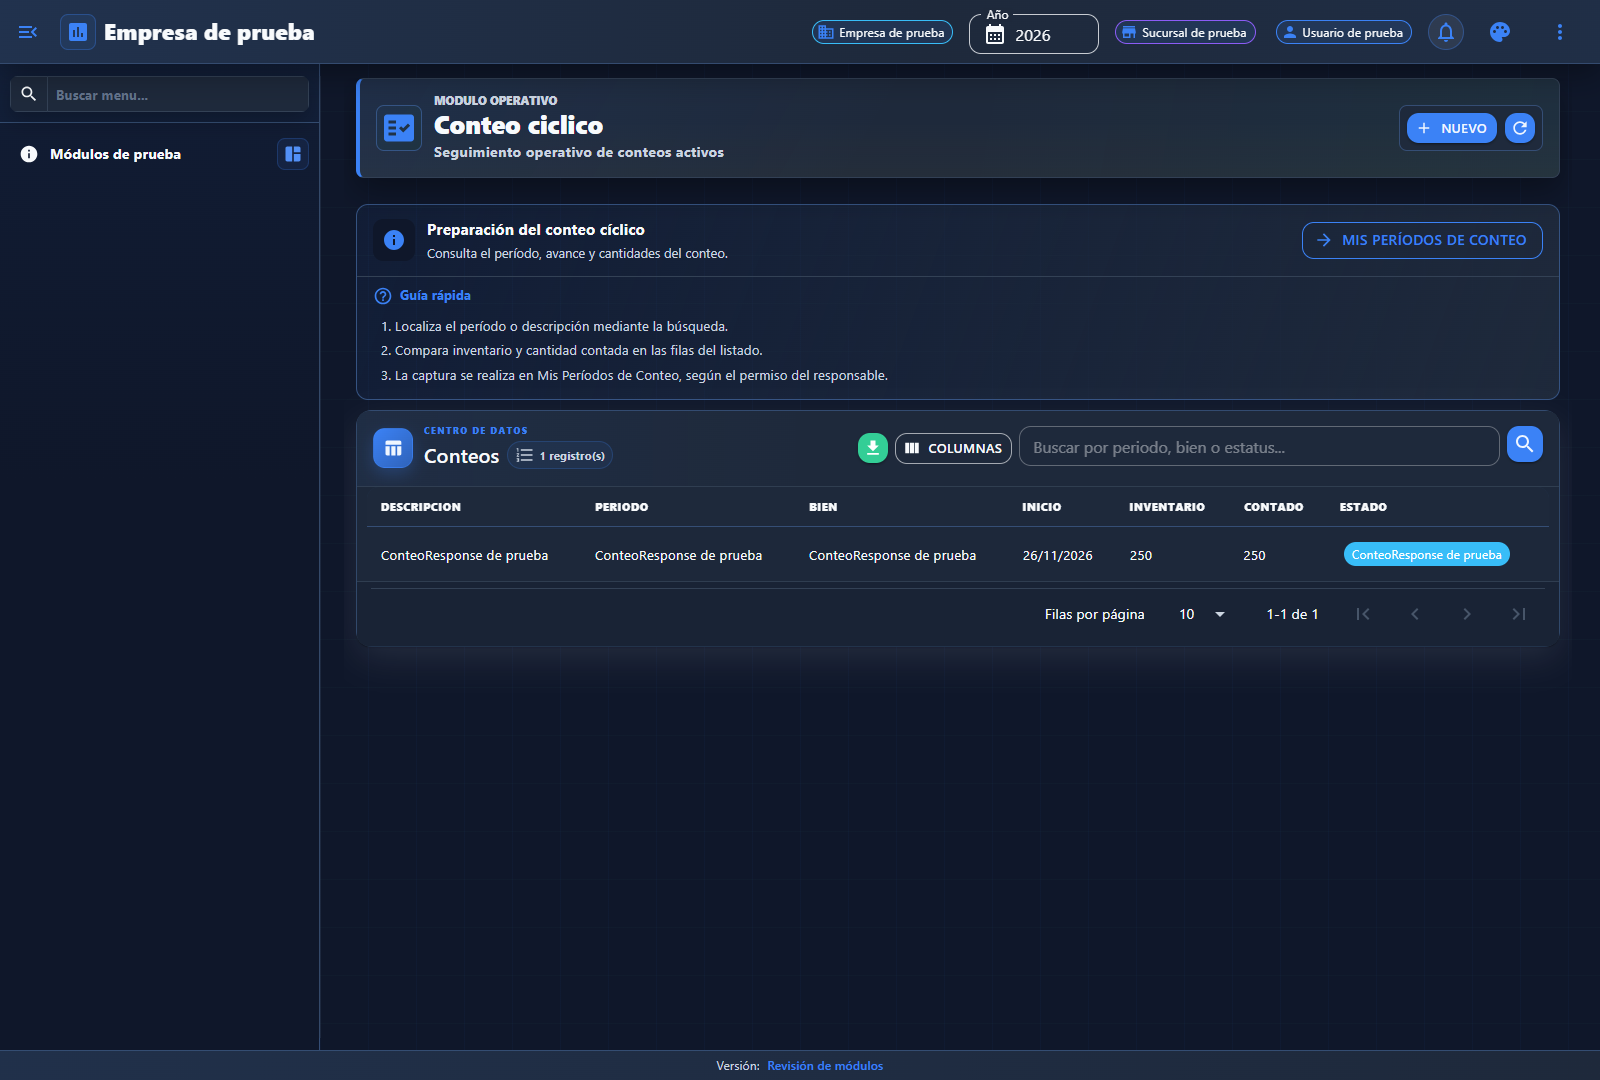 Empresa de prueba
Empresa de prueba
Año
2026
Sucursal de prueba
Usuario de prueba
Buscar menu...
Módulos de prueba
MODULO OPERATIVO
Conteo ciclico
Seguimiento operativo de conteos activos
NUEVO
Preparación del conteo cíclico
Consulta el período, avance y cantidades del conteo.
MIS PERÍODOS DE CONTEO
Guía rápida
1. Localiza el período o descripción mediante la búsqueda.
2. Compara inventario y cantidad contada en las filas del listado.
3. La captura se realiza en Mis Períodos de Conteo, según el permiso del responsable.
CENTRO DE DATOS
Conteos
1 registro(s)
COLUMNAS
Buscar por periodo, bien o estatus...
DESCRIPCION PERIODO BIEN INICIO INVENTARIO CONTADO ESTADO
ConteoResponse de prueba ConteoResponse de prueba ConteoResponse de prueba 26/11/2026 250 250 ConteoResponse de prueba
Filas por página 10 1-1 de 1
Versión: Revisión de módulos